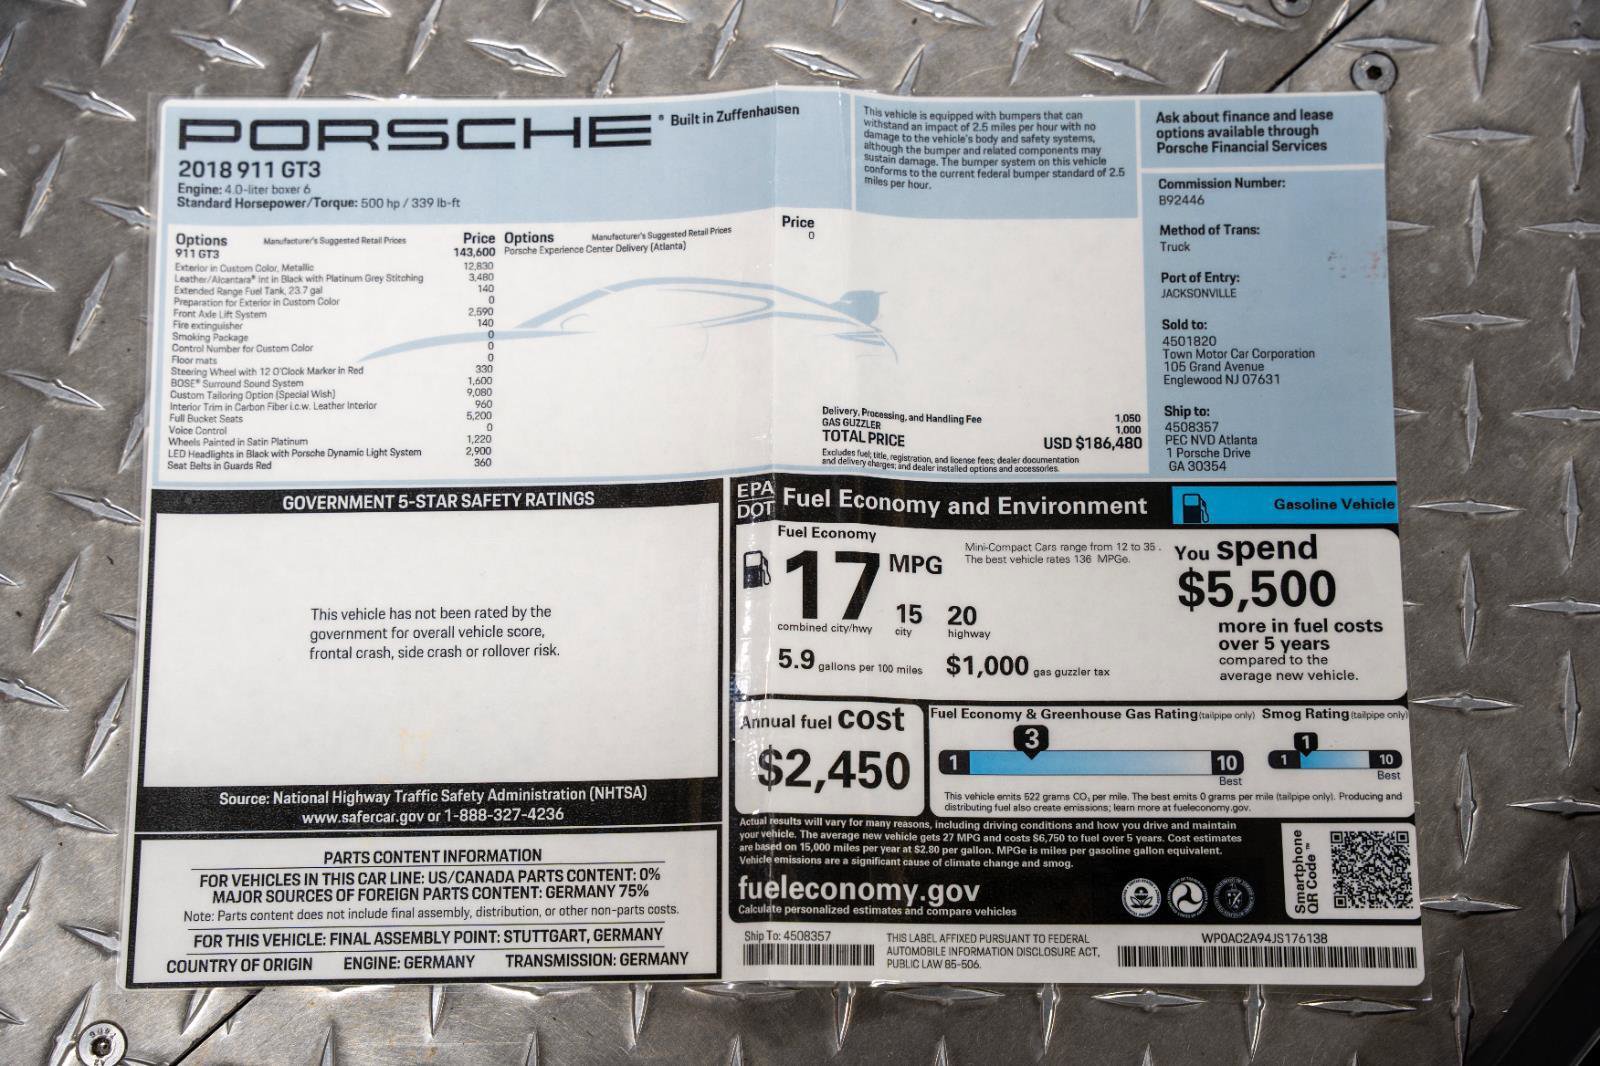 PORSCHE ® Built in Zuffenhausen
2018 911 GT3
Engine: 4.0-liter boxer 6
Standard Horsepower/Torque: 500 hp / 339 lb-ft
This vehicle is equipped with bumpers that can
withstand an impact of 2.5 miles per hour with no
damage to the vehicle's body and safety systems,
although the bumper and related components may
sustain damage. The bumper system on this vehicle
conforms to the current federal bumper standard of 2.5
miles per hour.
Ask about finance and lease
options available through
Porsche Financial Services
Commission Number:
B92446
Method of Trans:
Truck
Port of Entry:
JACKSONVILLE
Sold to:
4501820
Town Motor Car Corporation
105 Grand Avenue
Englewood NJ 07631
Ship to:
4508357
PEC NVD Atlanta
1 Porsche Drive
GA 30354
Options Manufacturer's Suggested Retail Prices Price
911 GT3 143,600
Exterior in Custom Color, Metallic 12,830
Leather/Alcantara® int in Black with Platinum Grey Stitching 3,480
Extended Range Fuel Tank, 23.7 gal 140
Preparation for Exterior in Custom Color 0
Front Axle Lift System 2,590
Fire extinguisher 140
Smoking Package 0
Control Number for Custom Color 0
Floor mats 0
Steering Wheel with 12 O'Clock Marker in Red 330
BOSE® Surround Sound System 1,600
Custom Tailoring Option (Special Wish) 9,080
Interior Trim in Carbon Fiber i.c.w. Leather Interior 960
Full Bucket Seats 5,200
Voice Control 0
Wheels Painted in Satin Platinum 1,220
LED Headlights in Black with Porsche Dynamic Light System 2,900
Seat Belts in Guards Red 360
Options Manufacturer's Suggested Retail Prices Price
Porsche Experience Center Delivery (Atlanta) 0
Delivery, Processing, and Handling Fee 1,050
GAS GUZZLER 1,000
TOTAL PRICE USD $186,480
Excludes fuel; title, registration, and license fees; dealer documentation
and delivery charges; and dealer installed options and accessories.
GOVERNMENT 5-STAR SAFETY RATINGS
This vehicle has not been rated by the
government for overall vehicle score,
frontal crash, side crash or rollover risk.
Source: National Highway Traffic Safety Administration (NHTSA)
www.safercar.gov or 1-888-327-4236
PARTS CONTENT INFORMATION
FOR VEHICLES IN THIS CAR LINE: US/CANADA PARTS CONTENT: 0%
MAJOR SOURCES OF FOREIGN PARTS CONTENT: GERMANY 75%
Note: Parts content does not include final assembly, distribution, or other non-parts costs.
FOR THIS VEHICLE: FINAL ASSEMBLY POINT: STUTTGART, GERMANY
COUNTRY OF ORIGIN ENGINE: GERMANY TRANSMISSION: GERMANY
EPA
DOT
Fuel Economy and Environment
Gasoline Vehicle
Fuel Economy
17 MPG
combined city/hwy
15
city
20
highway
Mini-Compact Cars range from 12 to 35 .
The best vehicle rates 136 MPGe.
5.9 gallons per 100 miles
$1,000 gas guzzler tax
You spend
$5,500
more in fuel costs
over 5 years
compared to the
average new vehicle.
Annual fuel cost
$2,450
Fuel Economy & Greenhouse Gas Rating (tailpipe only)
1 3 10
Best
Smog Rating (tailpipe only)
1 1 10
Best
This vehicle emits 522 grams CO2 per mile. The best emits 0 grams per mile (tailpipe only). Producing and
distributing fuel also create emissions; learn more at fueleconomy.gov.
Actual results will vary for many reasons, including driving conditions and how you drive and maintain
your vehicle. The average new vehicle gets 27 MPG and costs $6,750 to fuel over 5 years. Cost estimates
are based on 15,000 miles per year at $2.80 per gallon. MPGe is miles per gasoline gallon equivalent.
Vehicle emissions are a significant cause of climate change and smog.
fueleconomy.gov
Calculate personalized estimates and compare vehicles
Smartphone
QR Code™
Ship To: 4508357
THIS LABEL AFFIXED PURSUANT TO FEDERAL
AUTOMOBILE INFORMATION DISCLOSURE ACT,
PUBLIC LAW 85-506.
WP0AC2A94JS176138